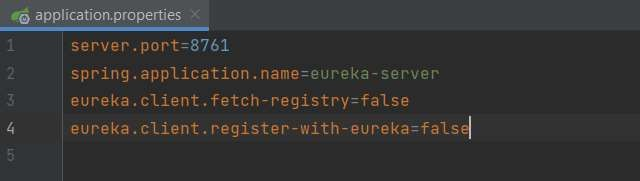 application.properties
1 server.port=8761
2 spring.application.name=eureka-server
3 eureka.client.fetch-registry=false
4 eureka.client.register-with-eureka=false
5